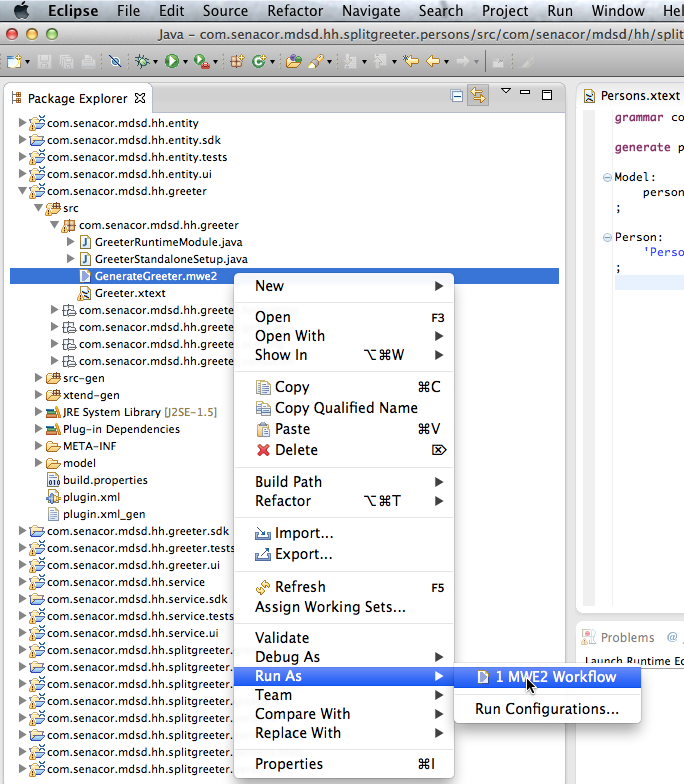 Eclipse File Edit Source Refactor Navigate Search Project Run Window Hel
Java – com.senacor.mdsd.hh.splitgreeter.persons/src/com/senacor/mdsd/hh/split
Package Explorer
com.senacor.mdsd.hh.entity
com.senacor.mdsd.hh.entity.sdk
com.senacor.mdsd.hh.entity.tests
com.senacor.mdsd.hh.entity.ui
com.senacor.mdsd.hh.greeter
src
com.senacor.mdsd.hh.greeter
GreeterRuntimeModule.java
GreeterStandaloneSetup.java
GenerateGreeter.mwe2
Greeter.xtext
com.senacor.mdsd.hh.greete
com.senacor.mdsd.hh.greete
com.senacor.mdsd.hh.greete
com.senacor.mdsd.hh.greete
src-gen
xtend-gen
JRE System Library [J2SE-1.5]
Plug-in Dependencies
META-INF
model
build.properties
plugin.xml
plugin.xml_gen
com.senacor.mdsd.hh.greeter.sdk
com.senacor.mdsd.hh.greeter.tests
com.senacor.mdsd.hh.greeter.ui
com.senacor.mdsd.hh.service
com.senacor.mdsd.hh.service.sdk
com.senacor.mdsd.hh.service.tests
com.senacor.mdsd.hh.service.ui
com.senacor.mdsd.hh.splitgreeter.
com.senacor.mdsd.hh.splitgreeter.
com.senacor.mdsd.hh.splitgreeter.
com.senacor.mdsd.hh.splitgreeter.
com.senacor.mdsd.hh.splitgreeter.
com.senacor.mdsd.hh.splitgreeter.
com.senacor.mdsd.hh.splitgreeter.
com.senacor.mdsd.hh.splitgreeter.
New
Open F3
Open With
Show In ⌥⌘W
Copy ⌘C
Copy Qualified Name
Paste ⌘V
Delete ⌦
Build Path
Refactor ⌥⌘T
Import...
Export...
Refresh F5
Assign Working Sets...
Validate
Debug As
Run As
Team
Compare With
Replace With
Properties ⌘I
1 MWE2 Workflow
Run Configurations...
Persons.xtext
grammar co
generate p
Model:
person
;
Person:
'Perso
;
Problems @
Launch Runtime Ec